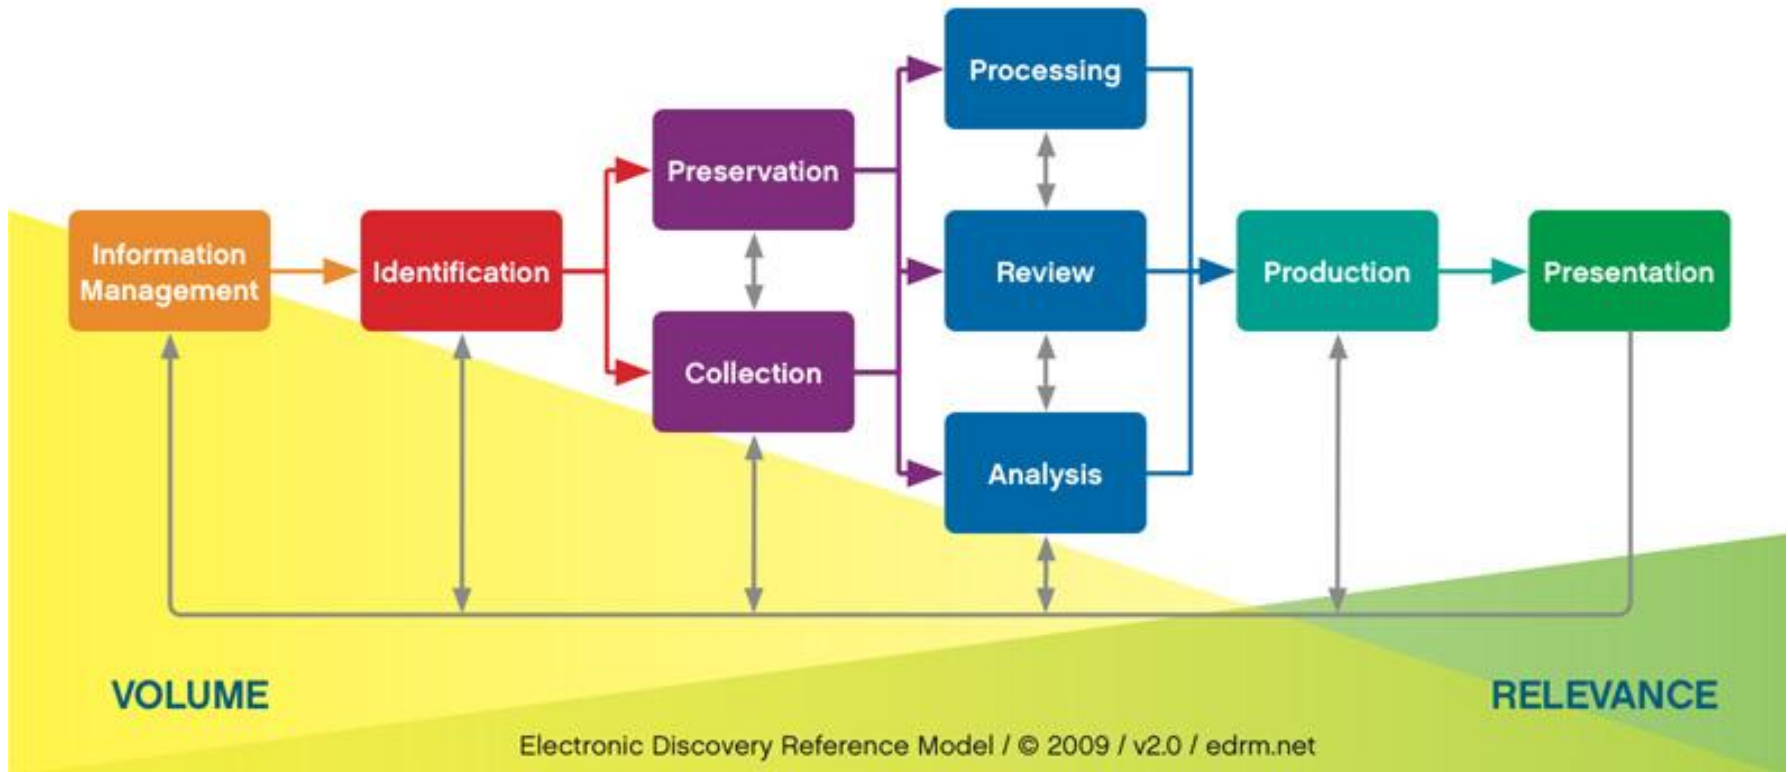 Processing
Preservation
Information
Management
Identification
Review
Production
Presentation
Collection
Analysis
VOLUME
RELEVANCE
Electronic Discovery Reference Model / © 2009 / v2.0 / edrm.net